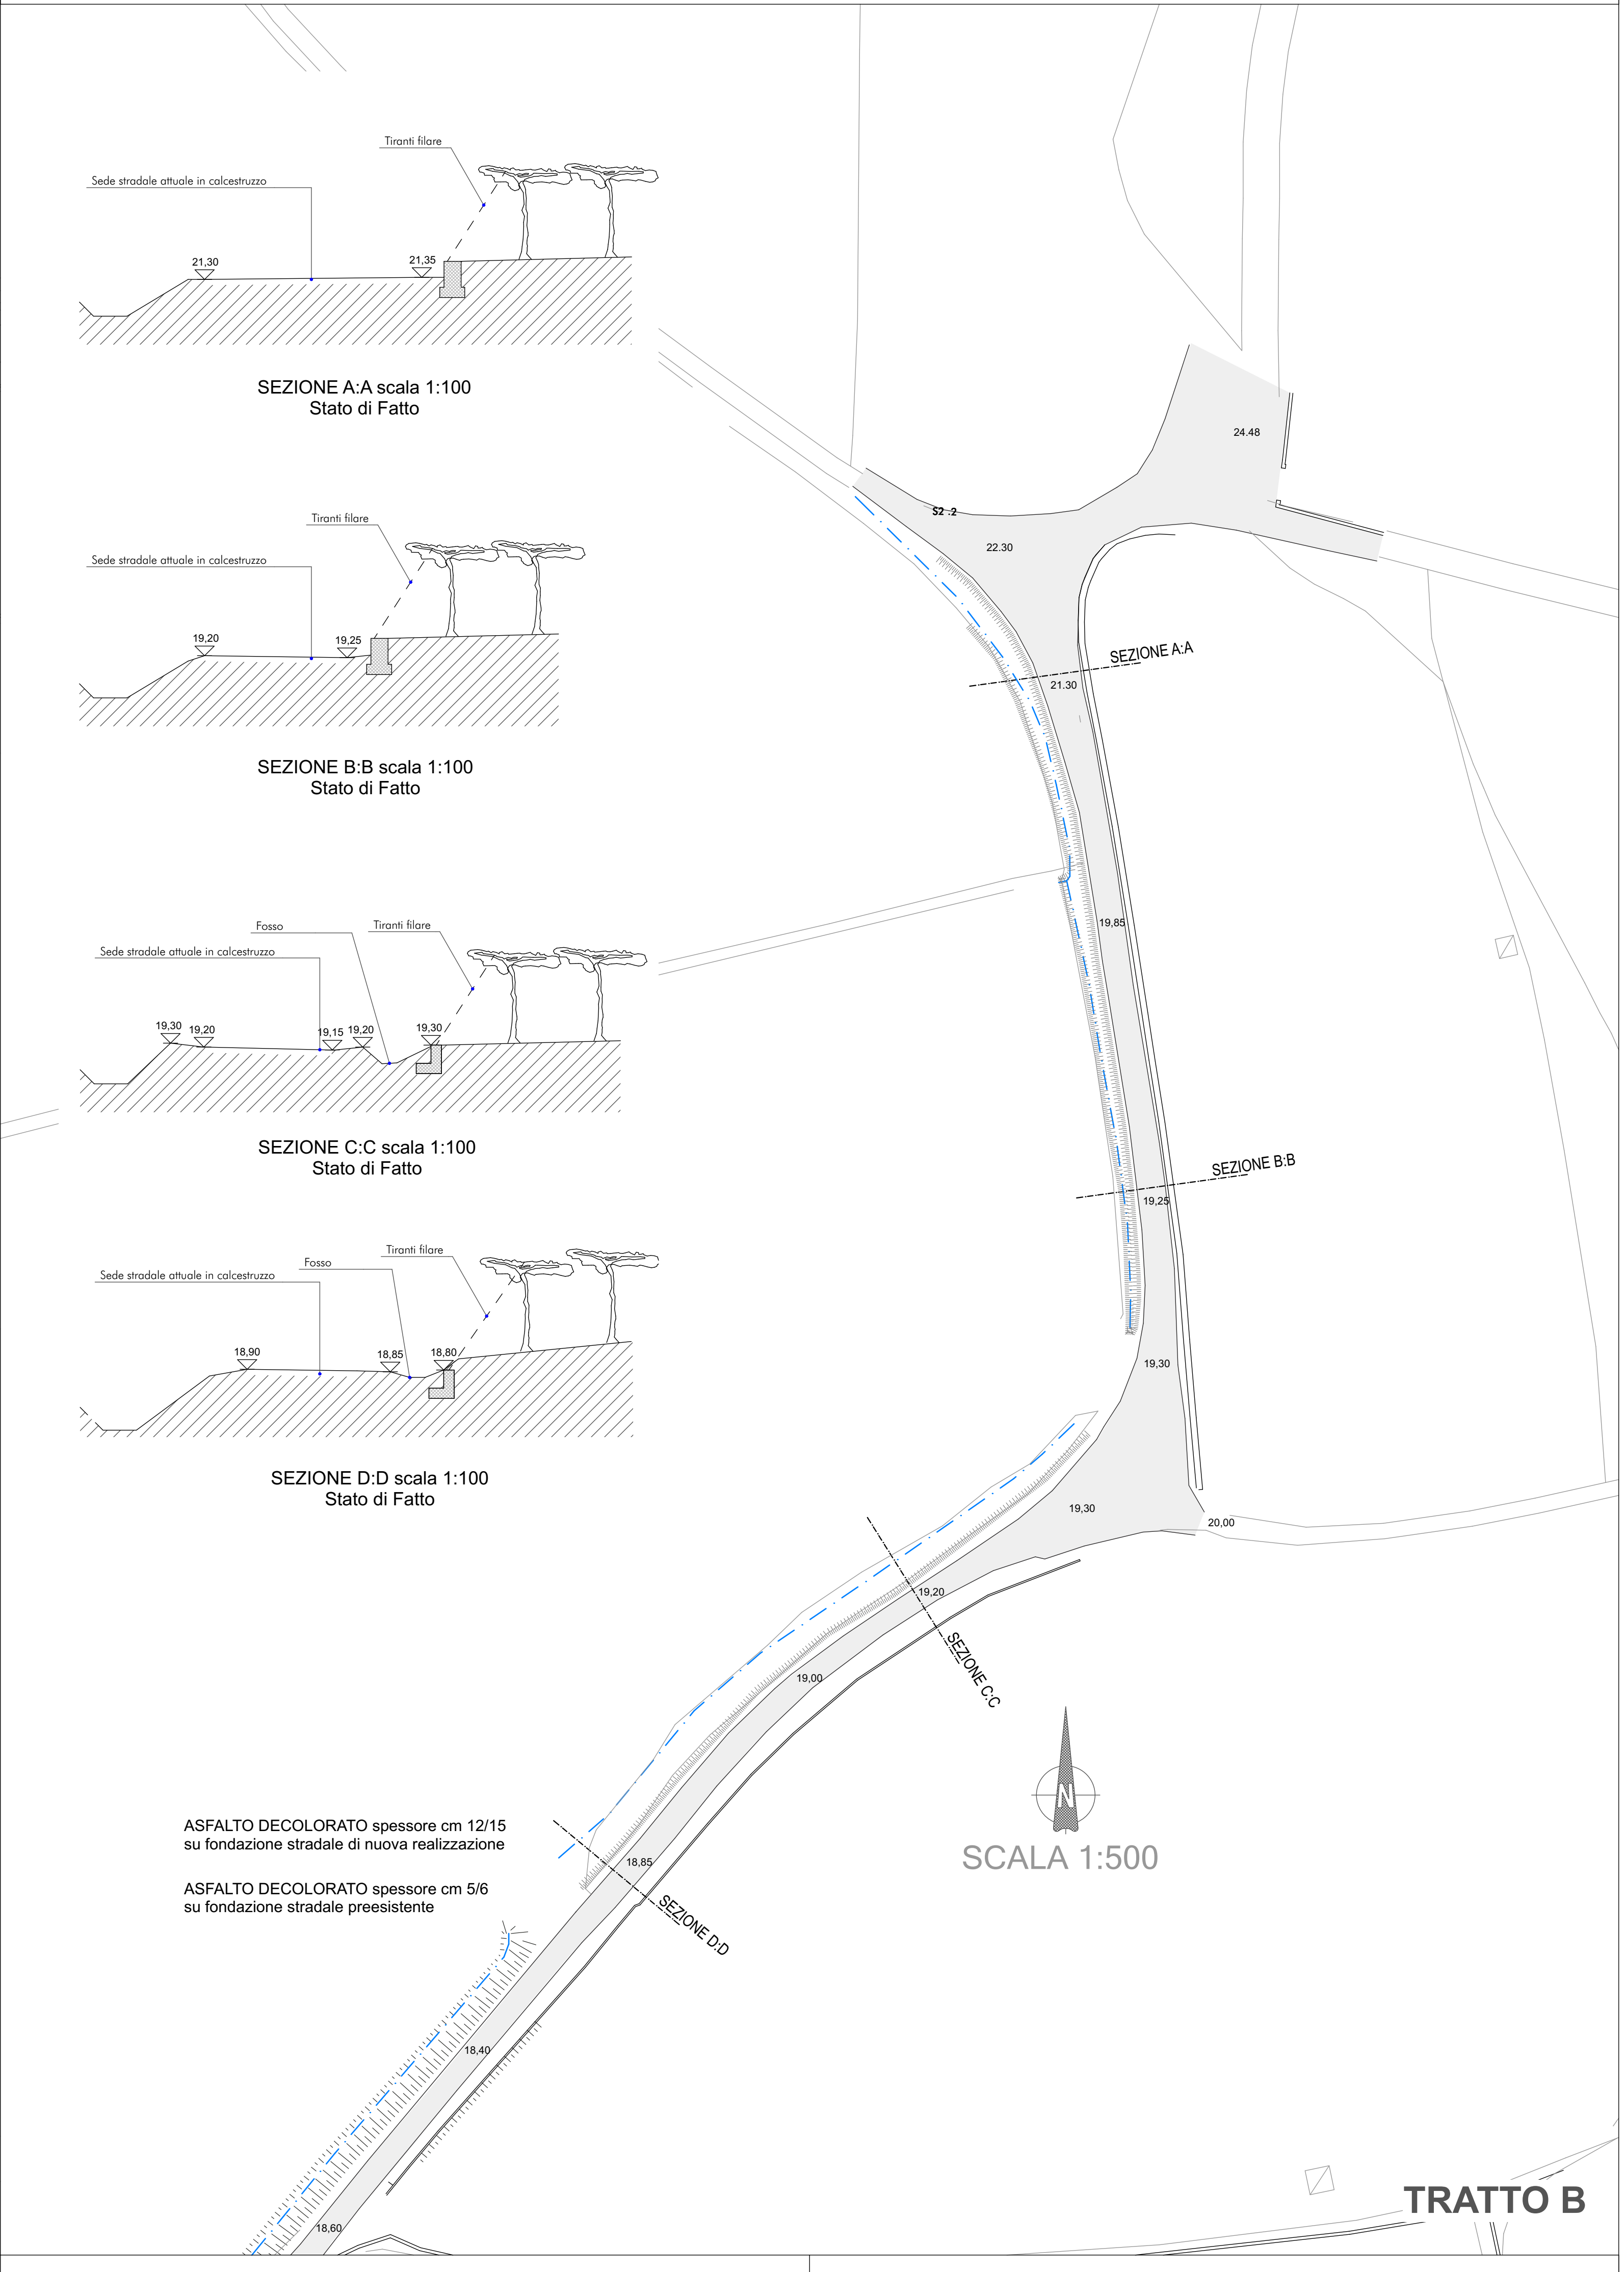 Tiranti filare
Sede stradale attuale in calcestruzzo
21,30
21,35
SEZIONE A:A scala 1:100
Stato di Fatto
Tiranti filare
Sede stradale attuale in calcestruzzo
19,20
19,25
SEZIONE B:B scala 1:100
Stato di Fatto
Fosso
Tiranti filare
Sede stradale attuale in calcestruzzo
19,30
19,20
19,15
19,20
19,30
SEZIONE C:C scala 1:100
Stato di Fatto
Tiranti filare
Fosso
Sede stradale attuale in calcestruzzo
18,90
18,85
18,80
SEZIONE D:D scala 1:100
Stato di Fatto
24.48
S2 .2
22.30
SEZIONE A:A
21.30
19,85
SEZIONE B:B
19,25
19,30
19,30
20,00
19,20
SEZIONE C:C
19,00
N
SCALA 1:500
ASFALTO DECOLORATO spessore cm 12/15
su fondazione stradale di nuova realizzazione
ASFALTO DECOLORATO spessore cm 5/6
su fondazione stradale preesistente
18,85
SEZIONE D:D
18,40
18,60
TRATTO B